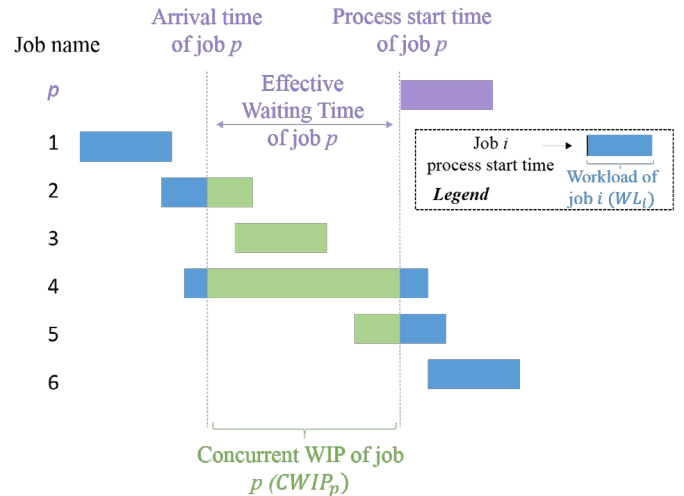 Arrival time
of job p
Process start time
of job p
Job name
p
Effective
Waiting Time
of job p
1
Job i
process start time
Legend
Workload of
job i (WLi)
2
3
4
5
6
Concurrent WIP of job
p (CWIPp)